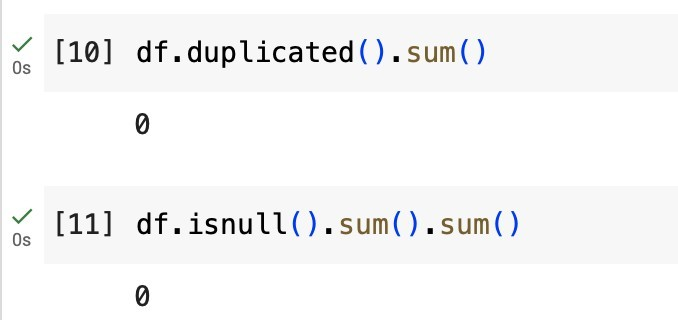 [10] df.duplicated().sum()
0s
0
[11] df.isnull().sum().sum()
0s
0